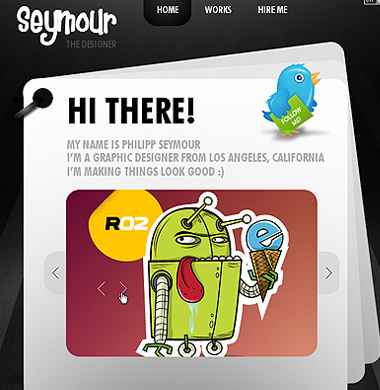 seymour
THE DESIGNER
HOME WORKS HIRE ME
HI THERE!
FOLLOW
ME!
MY NAME IS PHILIPP SEYMOUR
I'M A GRAPHIC DESIGNER FROM LOS ANGELES, CALIFORNIA
I'M MAKING THINGS LOOK GOOD :)
R02
e